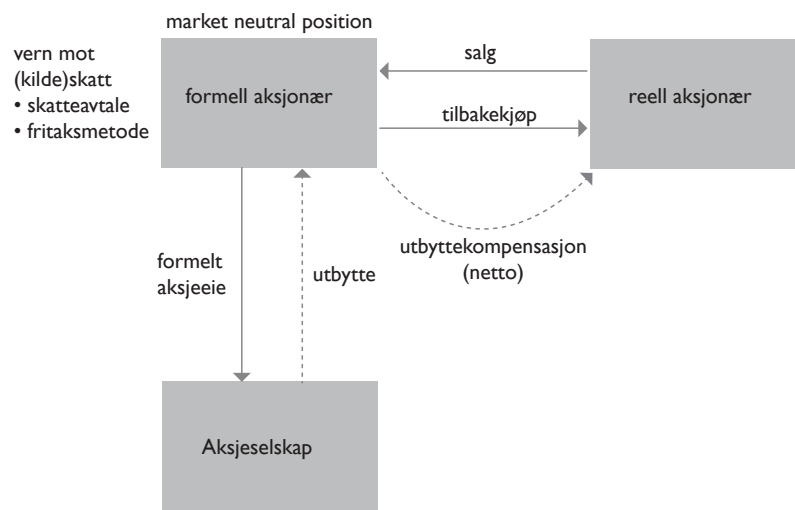 market neutral position
vern mot
(kilde)skatt
• skatteavtale
• fritaksmetode
formell aksjonær
salg
tilbakekjøp
reell aksjonær
utbyttekompensasjon
(netto)
formelt
aksjeeie
utbytte
Aksjeselskap